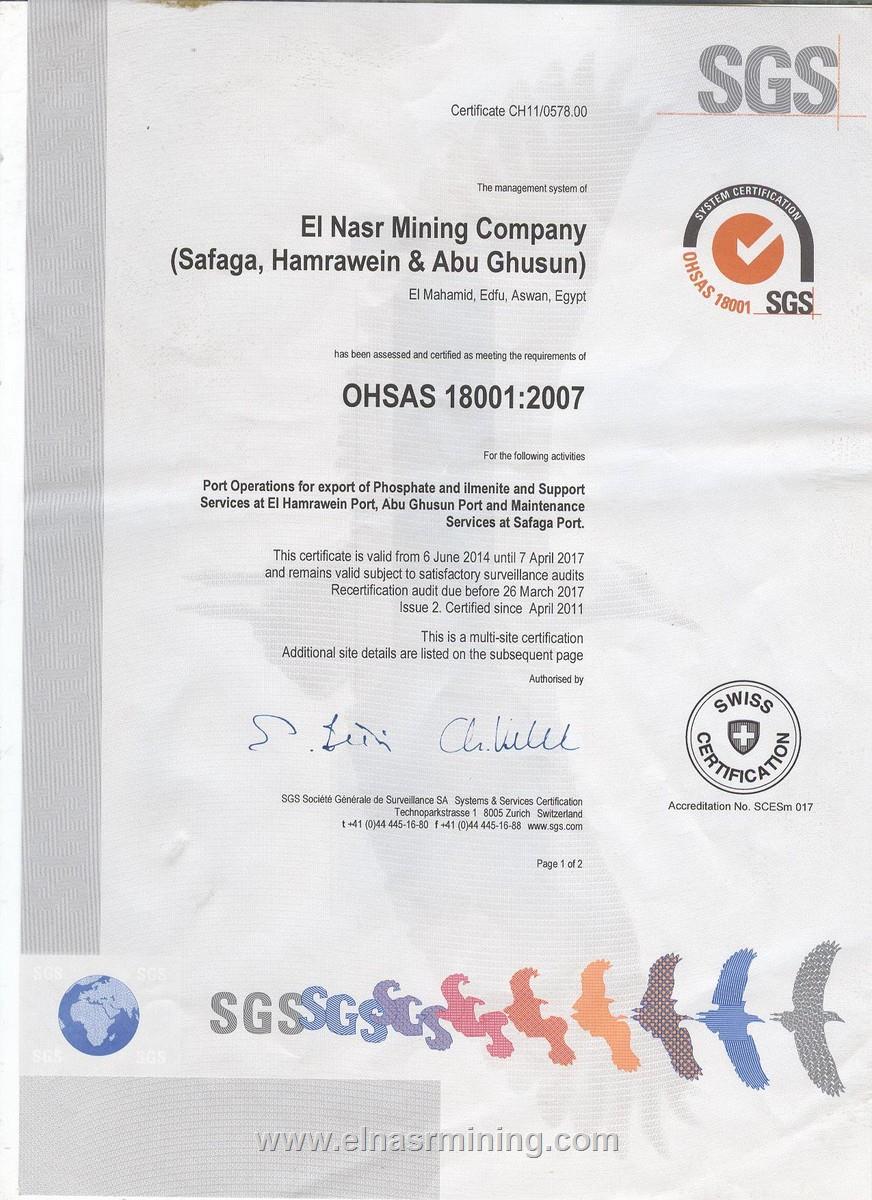 SGS
Certificate CH11/0578.00
The management system of
El Nasr Mining Company
(Safaga, Hamrawein & Abu Ghusun)
El Mahamid, Edfu, Aswan, Egypt
SYSTEM CERTIFICATION
OHSAS 18001
SGS
has been assessed and certified as meeting the requirements of
OHSAS 18001:2007
For the following activities
Port Operations for export of Phosphate and ilmenite and Support
Services at El Hamrawein Port, Abu Ghusun Port and Maintenance
Services at Safaga Port.
This certificate is valid from 6 June 2014 until 7 April 2017
and remains valid subject to satisfactory surveillance audits
Recertification audit due before 26 March 2017
Issue 2. Certified since April 2011
This is a multi-site certification
Additional site details are listed on the subsequent page
Authorised by
SWISS
CERTIFICATION
Accreditation No. SCESm 017
SGS Société Générale de Surveillance SA Systems & Services Certification
Technoparkstrasse 1 8005 Zurich Switzerland
t +41 (0)44 445-16-80 f +41 (0)44 445-16-88 www.sgs.com
Page 1 of 2
SGS SGS
SGS SGS
SGSSGSSGS
www.elnasrmining.com